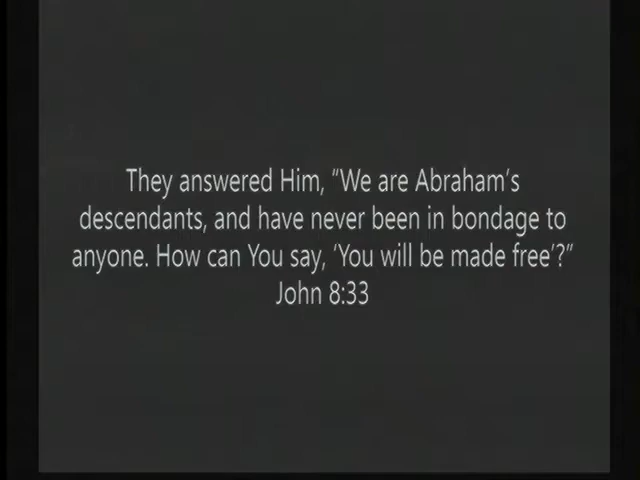 They answered Him, “We are Abraham’s
descendants, and have never been in bondage to
anyone. How can You say, ‘You will be made free’?”
John 8:33